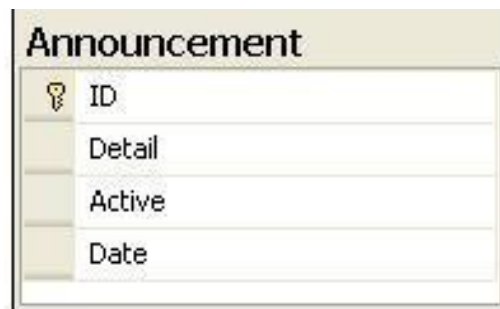 Announcement
ID
Detail
Active
Date